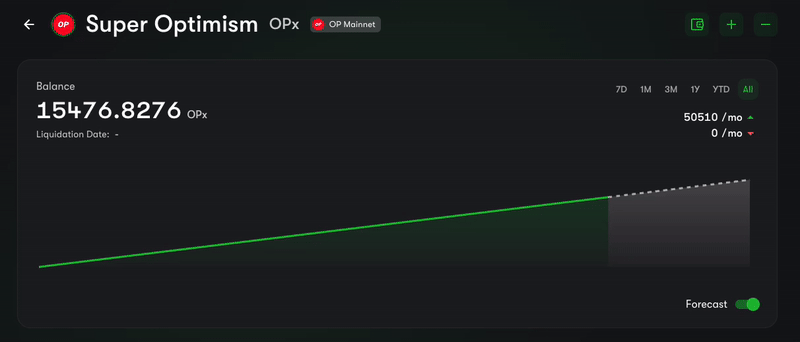 OP Super Optimism OPx OP OP Mainnet
Balance
15476.8276 OPx
Liquidation Date: -
7D 1M 3M 1Y YTD All
50510 /mo
0 /mo
Forecast